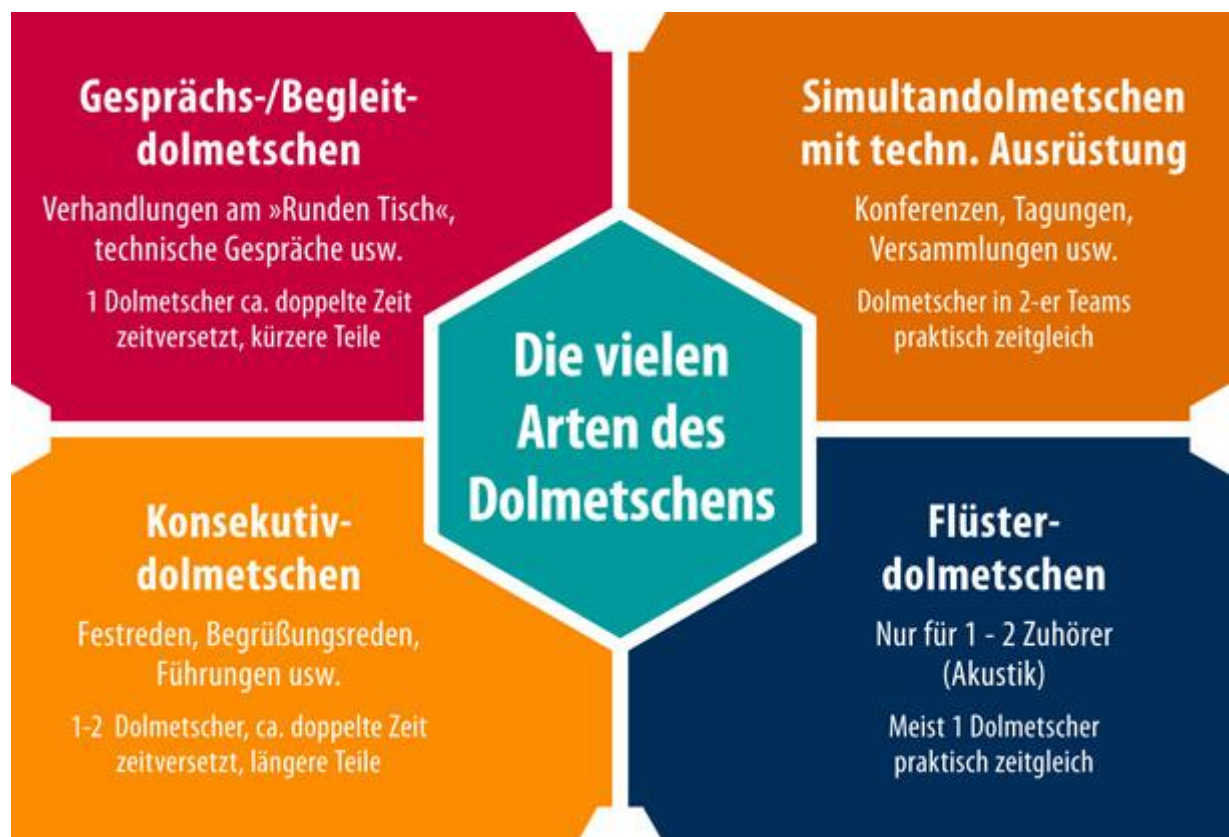 Gesprächs-/Begleit-
dolmetschen
Verhandlungen am »Runden Tisch«,
technische Gespräche usw.
1 Dolmetscher ca. doppelte Zeit
zeitversetzt, kürzere Teile
Simultandolmetschen
mit techn. Ausrüstung
Konferenzen, Tagungen,
Versammlungen usw.
Dolmetscher in 2-er Teams
praktisch zeitgleich
Die vielen
Arten des
Dolmetschens
Konsekutiv-
dolmetschen
Festreden, Begrüßungsreden,
Führungen usw.
1-2 Dolmetscher, ca. doppelte Zeit
zeitversetzt, längere Teile
Flüster-
dolmetschen
Nur für 1 - 2 Zuhörer
(Akustik)
Meist 1 Dolmetscher
praktisch zeitgleich